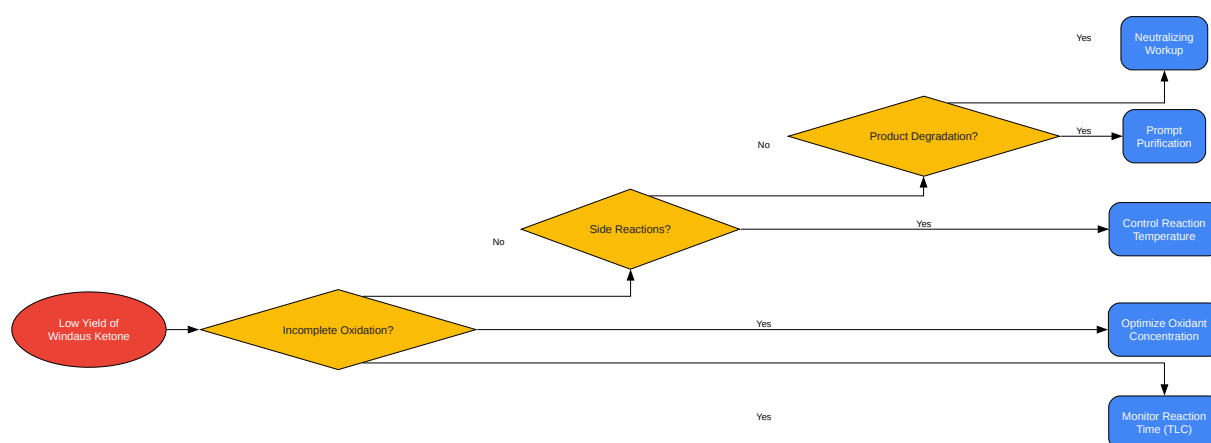 Yes
Neutralizing
Workup
Product Degradation?
Yes
Prompt
Purification
No
Side Reactions?
Yes
Control Reaction
Temperature
No
Low Yield of
Windaus Ketone
Incomplete Oxidation?
Yes
Optimize Oxidant
Concentration
Yes
Monitor Reaction
Time (TLC)